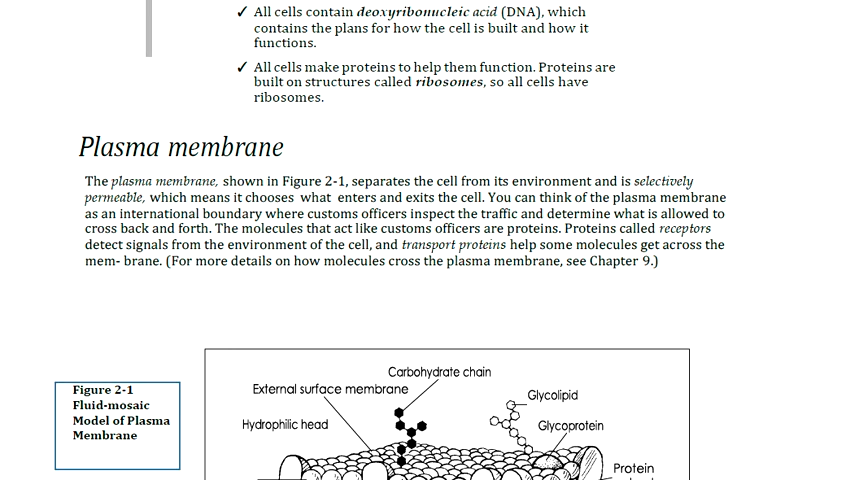 ✓ All cells contain deoxyribonucleic acid (DNA), which
contains the plans for how the cell is built and how it
functions.
✓ All cells make proteins to help them function. Proteins are
built on structures called ribosomes, so all cells have
ribosomes.
Plasma membrane
The plasma membrane, shown in Figure 2-1, separates the cell from its environment and is selectively
permeable, which means it chooses what enters and exits the cell. You can think of the plasma membrane
as an international boundary where customs officers inspect the traffic and determine what is allowed to
cross back and forth. The molecules that act like customs officers are proteins. Proteins called receptors
detect signals from the environment of the cell, and transport proteins help some molecules get across the
mem- brane. (For more details on how molecules cross the plasma membrane, see Chapter 9.)
Figure 2-1
Fluid-mosaic
Model of Plasma
Membrane
Carbohydrate chain
External surface membrane
Glycolipid
Hydrophilic head
Glycoprotein
Protein